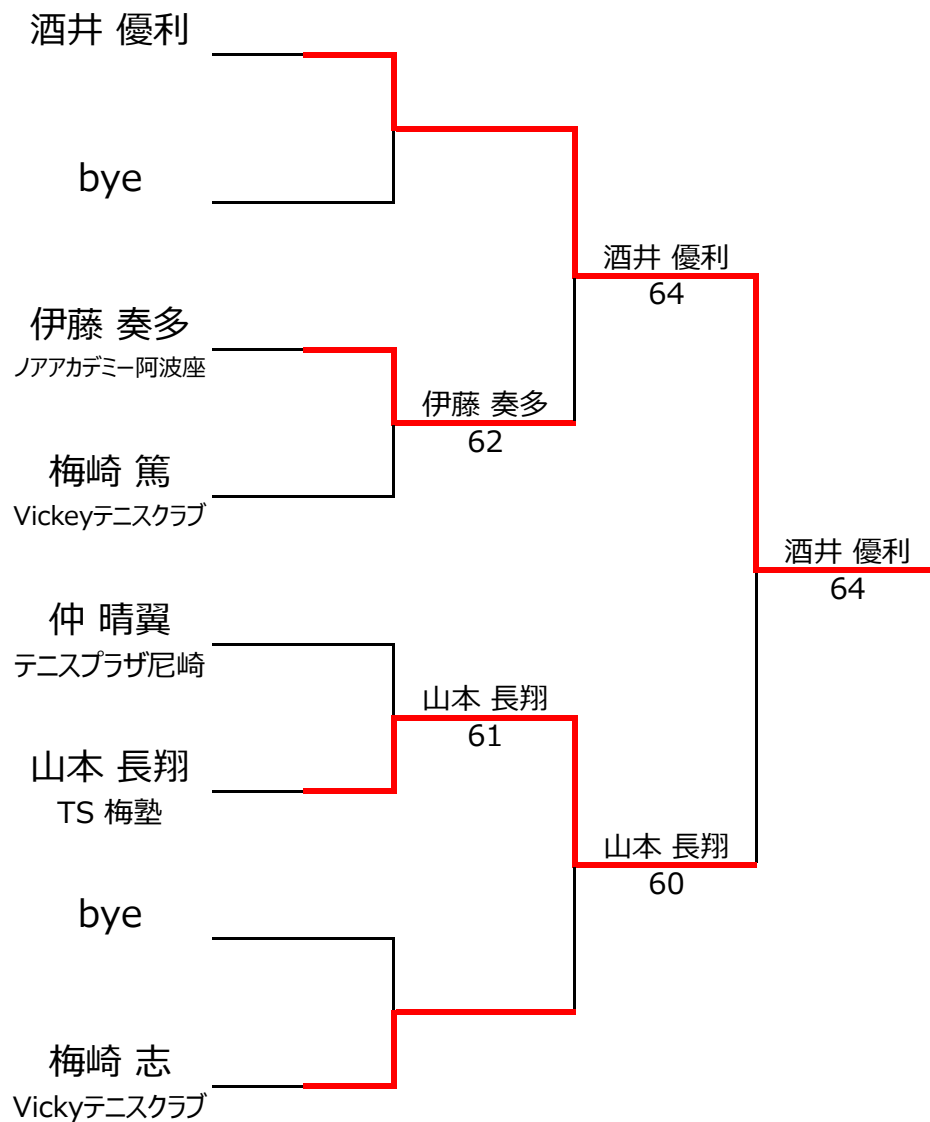 酒井 優利
bye
酒井 優利
64
伊藤 奏多
ノアアカデミー阿波座
伊藤 奏多
62
梅崎 篤
Vickeyテニスクラブ
酒井 優利
64
仲 晴翼
テニスプラザ尼崎
山本 長翔
61
山本 長翔
TS 梅塾
山本 長翔
60
bye
梅崎 志
Vickyテニスクラブ